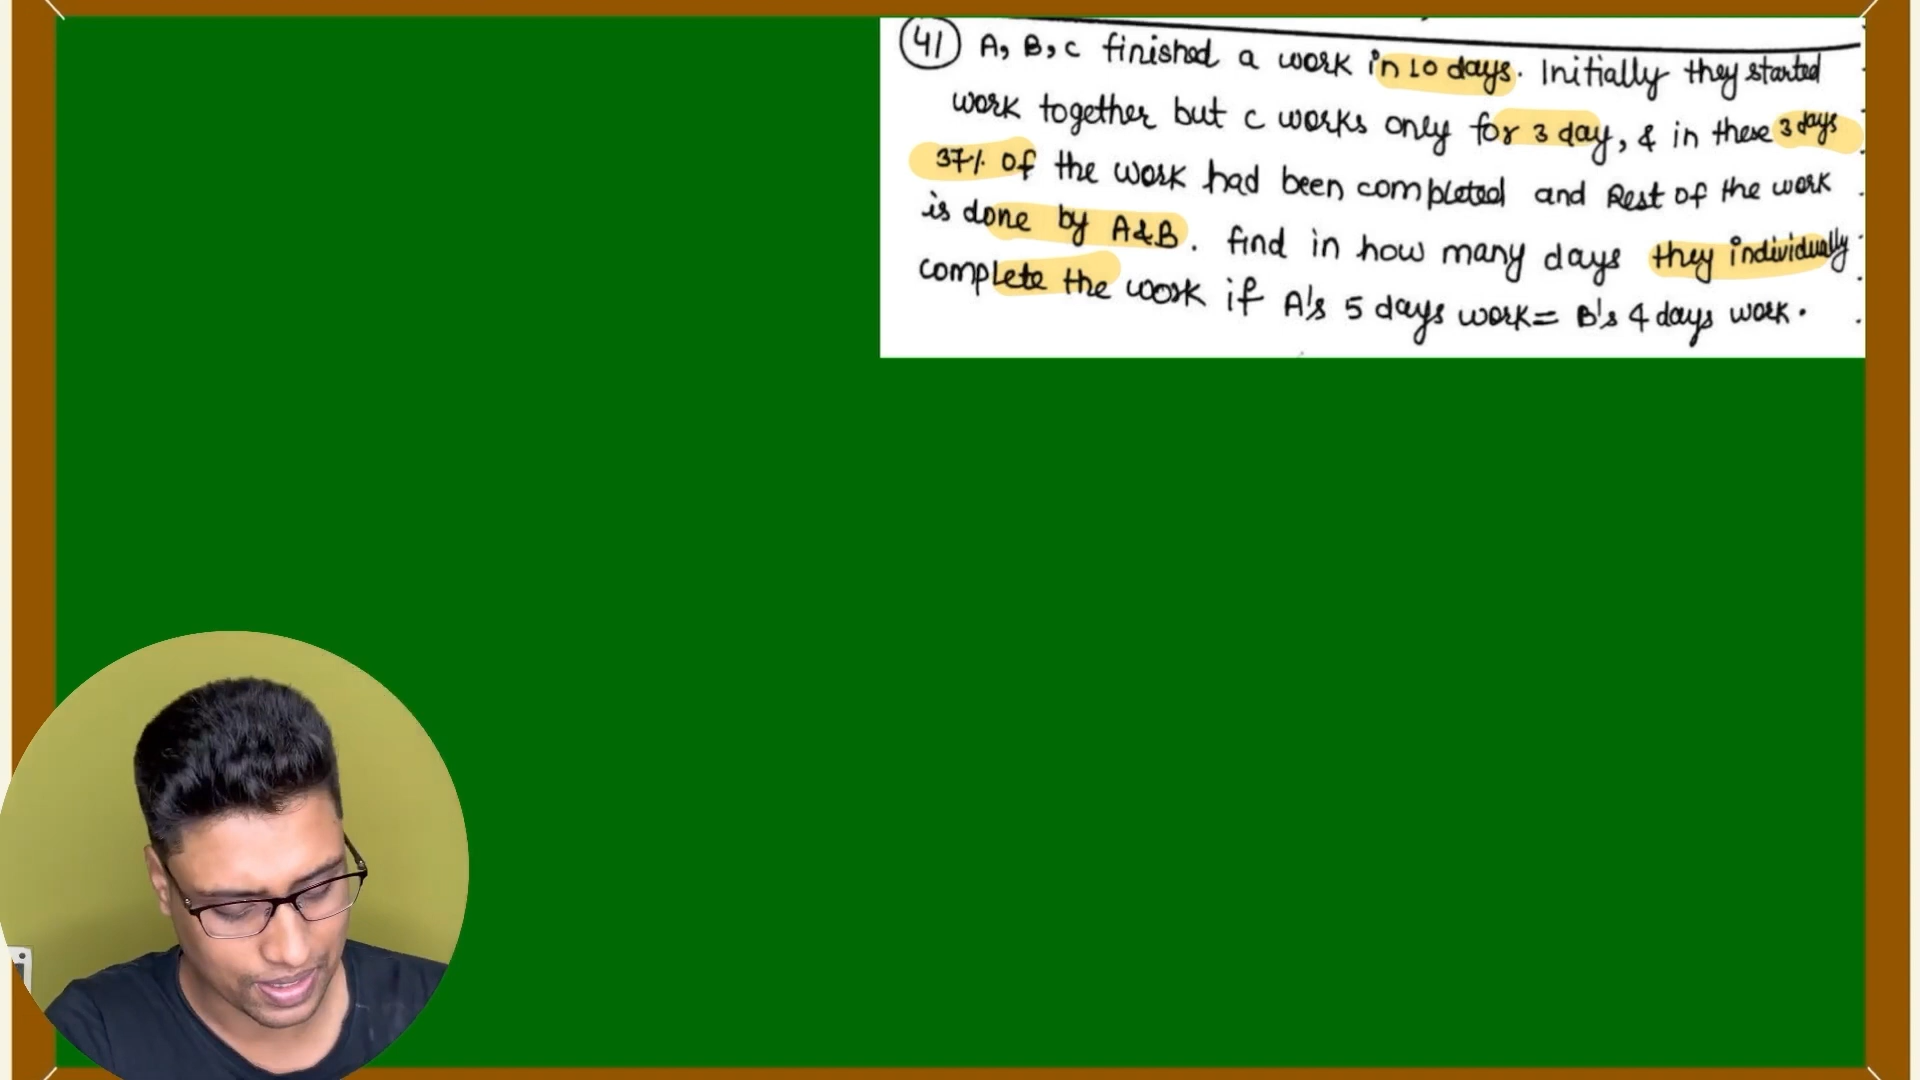 41 A, B, C finished a work in 10 days. Initially they started
work together but C works only for 3 day, & in these 3 days
37% of the work had been completed and Rest of the work
is done by A&B. find in how many days they individually
complete the work if A's 5 days work = B's 4 days work.